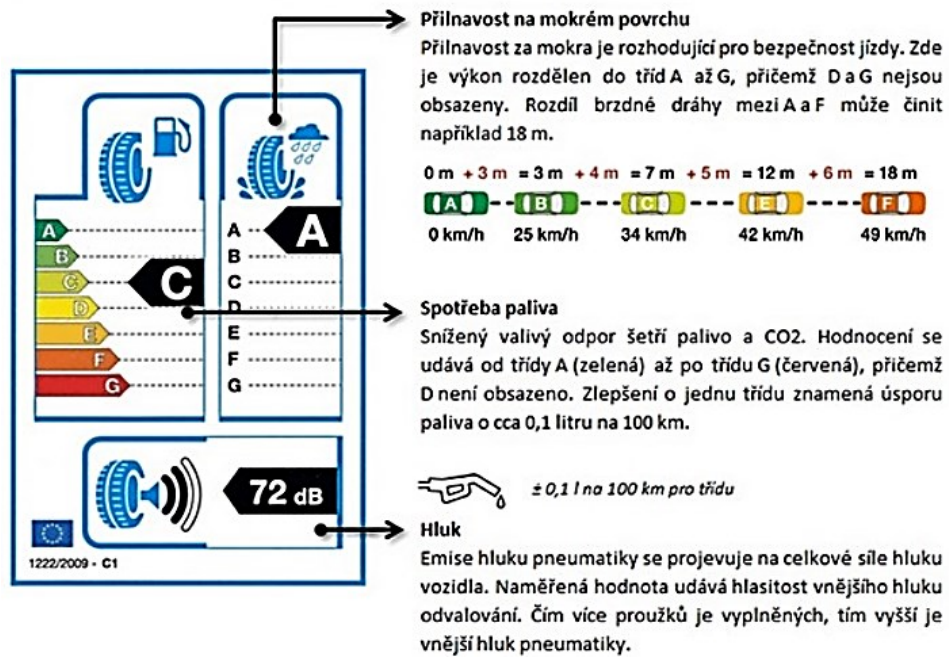 Přilnavost na mokrém povrchu
Přilnavost za mokra je rozhodující pro bezpečnost jízdy. Zde
je výkon rozdělen do tříd A až G, přičemž D a G nejsou
obsazeny. Rozdíl brzdné dráhy mezi A a F může činit
například 18 m.
0 m + 3 m = 3 m + 4 m = 7 m + 5 m = 12 m + 6 m = 18 m
A B C E F
0 km/h 25 km/h 34 km/h 42 km/h 49 km/h
A
B
C
D
E
F
G
C
A
B
C
D
E
F
G
A
Spotřeba paliva
Snížený valivý odpor šetří palivo a CO2. Hodnocení se
udává od třídy A (zelená) až po třídu G (červená), přičemž
D není obsazeno. Zlepšení o jednu třídu znamená úsporu
paliva o cca 0,1 litru na 100 km.
± 0,1 l na 100 km pro třídu
72 dB
1222/2009 - C1
Hluk
Emise hluku pneumatiky se projevuje na celkové síle hluku
vozidla. Naměřená hodnota udává hlasitost vnějšího hluku
odvalování. Čím více proužků je vyplněných, tím vyšší je
vnější hluk pneumatiky.